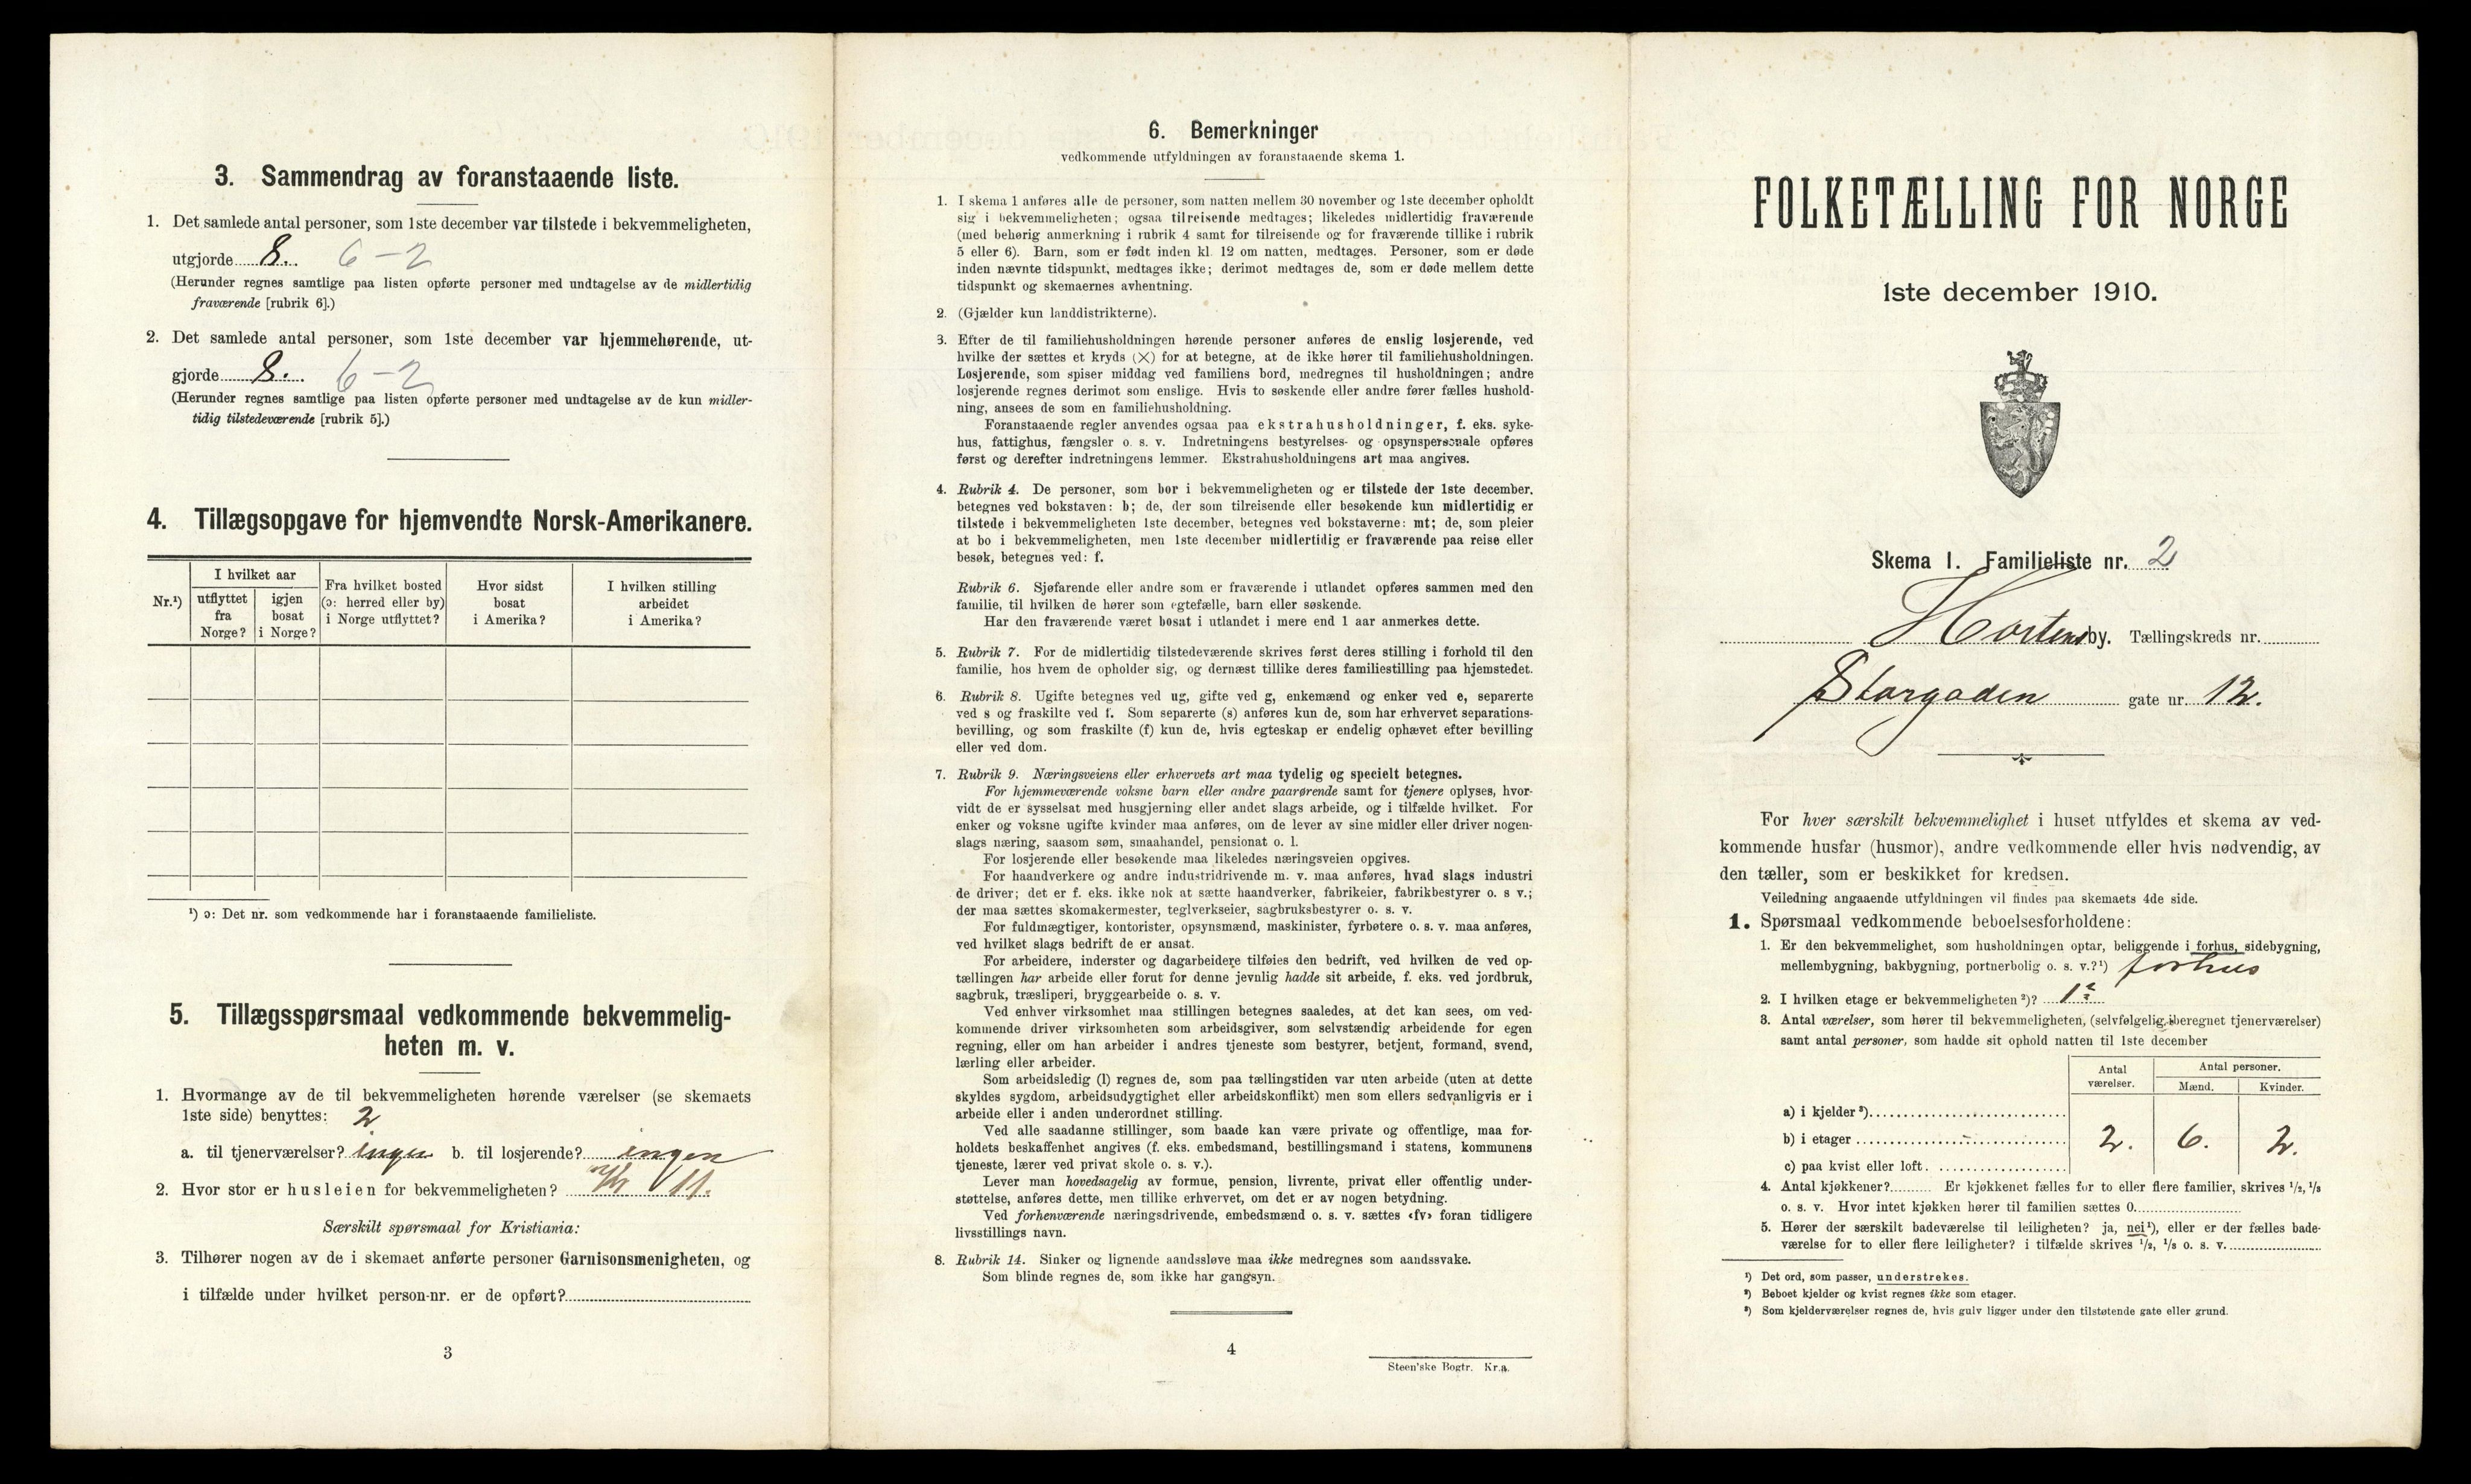 3. Sammendrag av foranstaaende liste.
1. Det samlede antal personer, som 1ste december var tilstede i bekvemmeligheten,
utgjorde 8. 6-2
(Herunder regnes samtlige paa listen opførte personer med undtagelse av de midlertidig
fraværende [rubrik 6].)
2. Det samlede antal personer, som 1ste december var hjemmehørende, ut-
gjorde 8. 6-2
(Herunder regnes samtlige paa listen opførte personer med undtagelse av de kun midler-
tidig tilstedeværende [rubrik 5].)
4. Tillægsopgave for hjemvendte Norsk-Amerikanere.
Nr.¹)
I hvilket aar
utflyttet fra Norge?
igjen bosat i Norge?
Fra hvilket bosted (ɔ: herred eller by) i Norge utflyttet?
Hvor sidst bosat i Amerika?
I hvilken stilling arbeidet i Amerika?
¹) ɔ: Det nr. som vedkommende har i foranstaaende familieliste.
5. Tillægsspørsmaal vedkommende bekvemmelig-
heten m. v.
1. Hvormange av de til bekvemmeligheten hørende værelser (se skemaets
1ste side) benyttes: 2
a. til tjenerværelser? ingen b. til losjerende? ingen
2. Hvor stor er husleien for bekvemmeligheten? Kr 11.
Særskilt spørsmaal for Kristiania:
3. Tilhører nogen av de i skemaet anførte personer Garnisonsmenigheten, og
i tilfælde under hvilket person-nr. er de opført?
3
6. Bemerkninger
vedkommende utfyldningen av foranstaaende skema 1.
1. I skema 1 anføres alle de personer, som natten mellem 30 november og 1ste december opholdt
sig i bekvemmeligheten; ogsaa tilreisende medtages; likeledes midlertidig fraværende
(med behørig anmerkning i rubrik 4 samt for tilreisende og for fraværende tillike i rubrik
5 eller 6). Barn, som er født inden kl. 12 om natten, medtages. Personer, som er døde
inden nævnte tidspunkt, medtages ikke; derimot medtages de, som er døde mellem dette
tidspunkt og skemaernes avhentning.
2. (Gjælder kun landdistrikterne).
3. Efter de til familiehusholdningen hørende personer anføres de enslig losjerende, ved
hvilke der sættes et kryds (×) for at betegne, at de ikke hører til familiehusholdningen.
Losjerende, som spiser middag ved familiens bord, medregnes til husholdningen; andre
losjerende regnes derimot som enslige. Hvis to søskende eller andre fører fælles hushold-
ning, ansees de som en familiehusholdning.
Foranstaaende regler anvendes ogsaa paa ekstrahusholdninger, f. eks. syke-
hus, fattighus, fængsler o. s. v. Indretningens bestyrelses- og opsynspersonale opføres
først og derefter indretningens lemmer. Ekstrahusholdningens art maa angives.
4. Rubrik 4. De personer, som bor i bekvemmeligheten og er tilstede der 1ste december,
betegnes ved bokstaven: b; de, der som tilreisende eller besøkende kun midlertidig er
tilstede i bekvemmeligheten 1ste december, betegnes ved bokstaverne: mt; de, som pleier
at bo i bekvemmeligheten, men 1ste december midlertidig er fraværende paa reise eller
besøk, betegnes ved: f.
Rubrik 6. Sjøfarende eller andre som er fraværende i utlandet opføres sammen med den
familie, til hvilken de hører som egtefælle, barn eller søskende.
Har den fraværende været bosat i utlandet i mere end 1 aar anmerkes dette.
5. Rubrik 7. For de midlertidig tilstedeværende skrives først deres stilling i forhold til den
familie, hos hvem de opholder sig, og dernæst tillike deres familiestilling paa hjemstedet.
6. Rubrik 8. Ugifte betegnes ved ug, gifte ved g, enkemænd og enker ved e, separerte
ved s og fraskilte ved f. Som separerte (s) anføres kun de, som har erhvervet separations-
bevilling, og som fraskilte (f) kun de, hvis egteskap er endelig ophævet efter bevilling
eller ved dom.
7. Rubrik 9. Næringsveiens eller erhvervets art maa tydelig og specielt betegnes.
For hjemmeværende voksne barn eller andre paarørende samt for tjenere oplyses, hvor-
vidt de er sysselsat med husgjerning eller andet slags arbeide, og i tilfælde hvilket. For
enker og voksne ugifte kvinder maa anføres, om de lever av sine midler eller driver nogen-
slags næring, saasom søm, smaahandel, pensionat o. l.
For losjerende eller besøkende maa likeledes næringsveien opgives.
For haandverkere og andre industridrivende m. v. maa anføres, hvad slags industri
de driver; det er f. eks. ikke nok at sætte haandverker, fabrikeier, fabrikbestyrer o. s v.;
der maa sættes skomakermester, teglverkseier, sagbruksbestyrer o. s. v.
For fuldmægtiger, kontorister, opsynsmænd, maskinister, fyrbøtere o. s. v. maa anføres,
ved hvilket slags bedrift de er ansat.
For arbeidere, inderster og dagarbeidere tilføies den bedrift, ved hvilken de ved op-
tællingen har arbeide eller forut for denne jevnlig hadde sit arbeide, f. eks. ved jordbruk,
sagbruk, træsliperi, bryggearbeide o. s. v.
Ved enhver virksomhet maa stillingen betegnes saaledes, at det kan sees, om ved-
kommende driver virksomheten som arbeidsgiver, som selvstændig arbeidende for egen
regning, eller om han arbeider i andres tjeneste som bestyrer, betjent, formand, svend,
lærling eller arbeider.
Som arbeidsledig (l) regnes de, som paa tællingstiden var uten arbeide (uten at dette
skyldes sygdom, arbeidsudygtighet eller arbeidskonflikt) men som ellers sedvanligvis er i
arbeide eller i anden underordnet stilling.
Ved alle saadanne stillinger, som baade kan være private og offentlige, maa for-
holdets beskaffenhet angives (f. eks. embedsmand, bestillingsmand i statens, kommunens
tjeneste, lærer ved privat skole o. s. v.).
Lever man hovedsagelig av formue, pension, livrente, privat eller offentlig under-
støttelse, anføres dette, men tillike erhvervet, om det er av nogen betydning.
Ved forhenværende næringsdrivende, embedsmænd o. s. v. sættes «fv» foran tidligere
livsstillings navn.
8. Rubrik 14. Sinker og lignende aandssløve maa ikke medregnes som aandssvake.
Som blinde regnes de, som ikke har gangsyn.
4
Steen'ske Bogtr. Kr.a.
FOLKETÆLLING FOR NORGE
1ste december 1910.
Skema 1. Familieliste nr. 2
Hortens by. Tællingskreds nr.
Storgaden gate nr. 12.
For hver særskilt bekvemmelighet i huset utfyldes et skema av ved-
kommende husfar (husmor), andre vedkommende eller hvis nødvendig, av
den tæller, som er beskikket for kredsen.
Veiledning angaaende utfyldningen vil findes paa skemaets 4de side.
1. Spørsmaal vedkommende beboelsesforholdene:
1. Er den bekvemmelighet, som husholdningen optar, beliggende i forhus, sidebygning,
mellembygning, bakbygning, portnerbolig o. s. v.?¹) forhus
2. I hvilken etage er bekvemmeligheten²)? 1
3. Antal værelser, som hører til bekvemmeligheten, (selvfølgelig iberegnet tjenerværelser)
samt antal personer, som hadde sit ophold natten til 1ste december
Antal værelser.
Antal personer.
Mænd. Kvinder.
a) i kjelder³)
b) i etager 2. 6. 2.
c) paa kvist eller loft.
4. Antal kjøkkener? Er kjøkkenet fælles for to eller flere familier, skrives 1/2, 1/3
o. s. v. Hvor intet kjøkken hører til familien sættes 0.
5. Hører der særskilt badeværelse til leiligheten? ja, nei¹), eller er der fælles bade-
værelse for to eller flere leiligheter? i tilfælde skrives 1/2, 1/3 o. s. v.
¹) Det ord, som passer, understrekes.
²) Beboet kjelder og kvist regnes ikke som etager.
³) Som kjelderværelser regnes de, hvis gulv ligger under den tilstøtende gate eller grund.